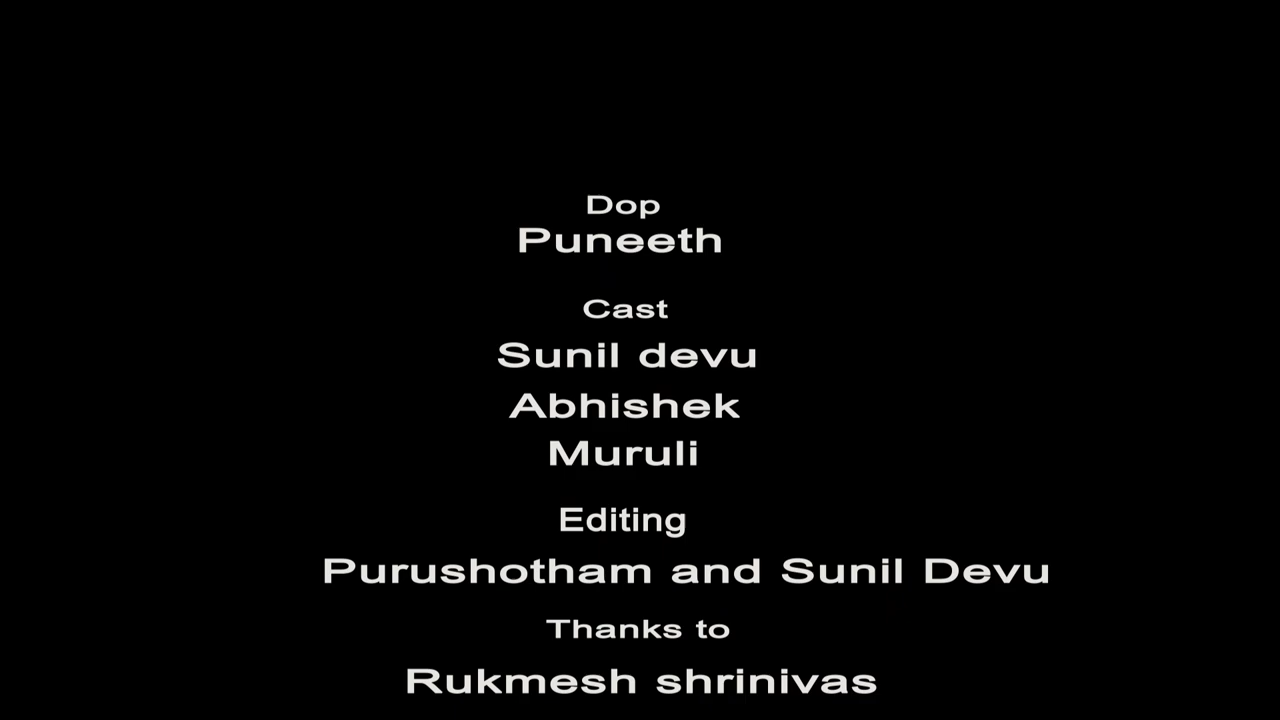 Dop
Puneeth
Cast
Sunil devu
Abhishek
Muruli
Editing
Purushotham and Sunil Devu
Thanks to
Rukmesh shrinivas